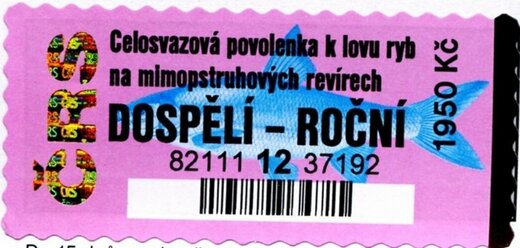 ČRS
Celosvazová povolenka k lovu ryb
na mimopstruhových revírech
DOSPĚLÍ – ROČNÍ
82111 12 37192
1950 Kč